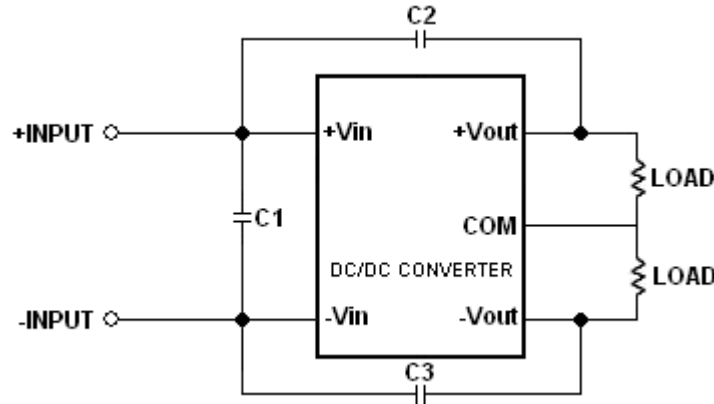 C2
+INPUT
+Vin
+Vout
LOAD
C1
COM
DC/DC CONVERTER
LOAD
-INPUT
-Vin
-Vout
C3